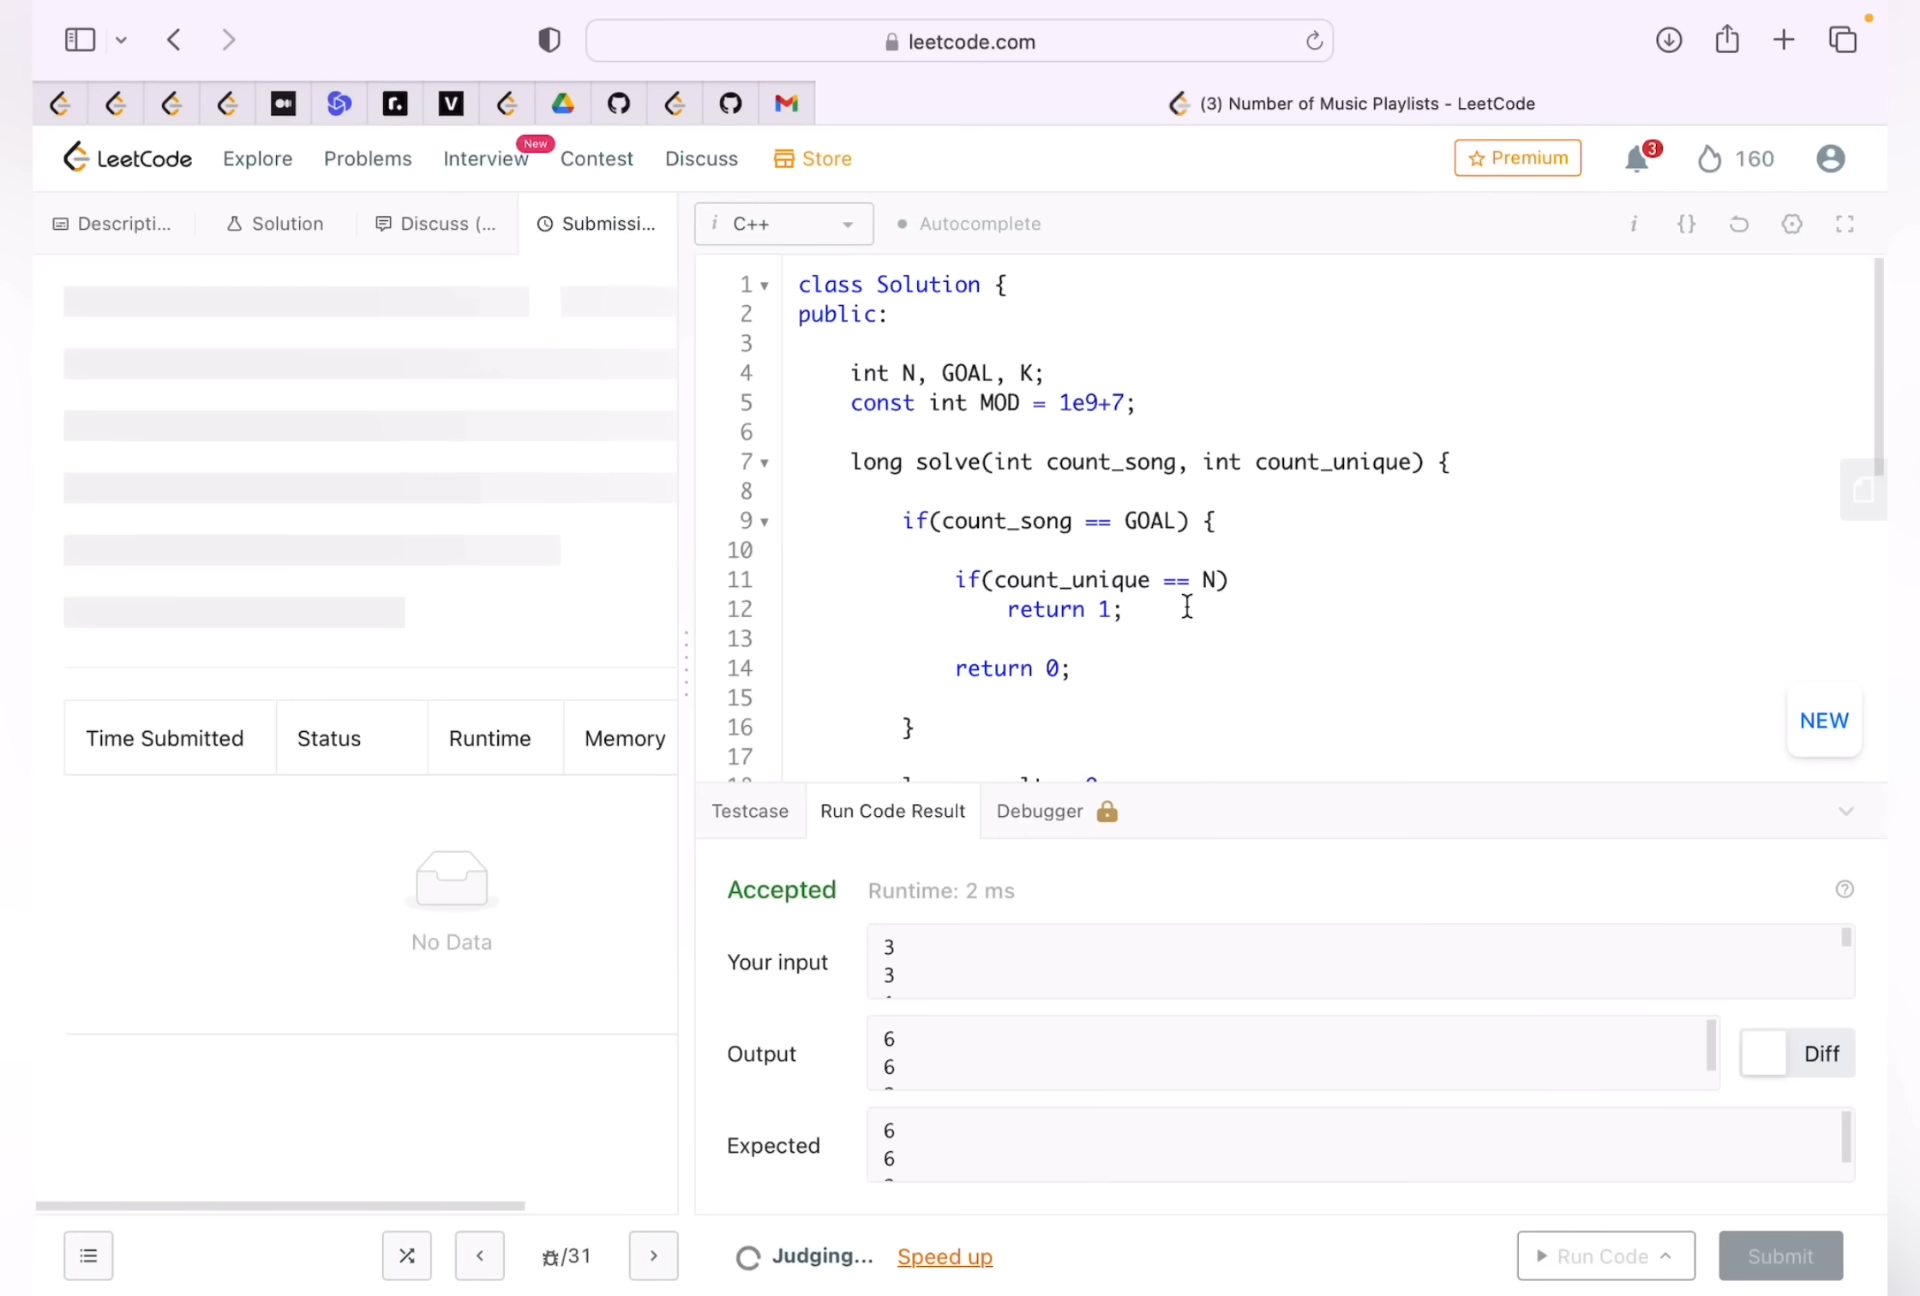 leetcode.com
(3) Number of Music Playlists - LeetCode
LeetCode Explore Problems Interview New Contest Discuss Store Premium 3 160
Descripti... Solution Discuss (... Submissi...
i C++ Autocomplete i {}
1 class Solution {
2 public:
3
4 int N, GOAL, K;
5 const int MOD = 1e9+7;
6
7 long solve(int count_song, int count_unique) {
8
9 if(count_song == GOAL) {
10
11 if(count_unique == N)
12 return 1;
13
14 return 0;
15
16 }
17
NEW
Time Submitted Status Runtime Memory
No Data
Testcase Run Code Result Debugger
Accepted Runtime: 2 ms
Your input
3
3
Output
6
6
Diff
Expected
6
6
/31
Judging... Speed up
Run Code Submit